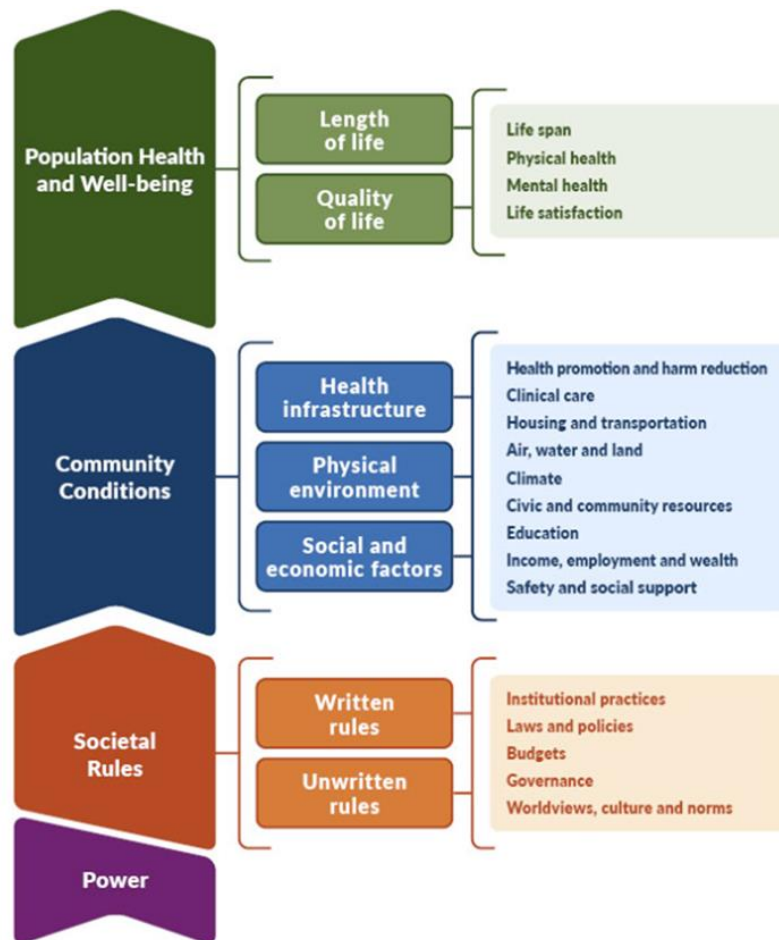 Population Health
and Well-being
Length
of life
Quality
of life
Life span
Physical health
Mental health
Life satisfaction
Community
Conditions
Health
infrastructure
Physical
environment
Social and
economic factors
Health promotion and harm reduction
Clinical care
Housing and transportation
Air, water and land
Climate
Civic and community resources
Education
Income, employment and wealth
Safety and social support
Societal
Rules
Written
rules
Unwritten
rules
Institutional practices
Laws and policies
Budgets
Governance
Worldviews, culture and norms
Power